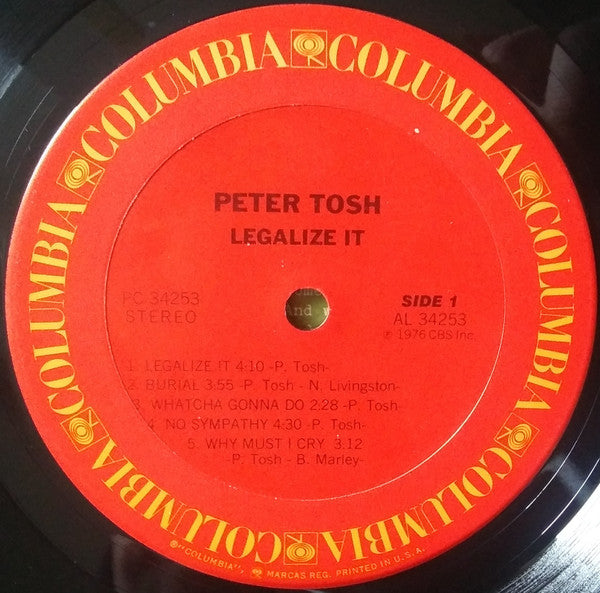 COLUMBIA COLUMBIA COLUMBIA COLUMBIA COLUMBIA COLUMBIA
PETER TOSH
LEGALIZE IT
PC 34253
STEREO
And
SIDE 1
AL 34253
℗ 1976 CBS Inc.
1. LEGALIZE IT 4:10 -P. Tosh-
2. BURIAL 3.55 -P. Tosh - N. Livingston-
3. WHATCHA GONNA DO 2:28 -P. Tosh-
4. NO SYMPATHY 4:30 -P. Tosh-
5. WHY MUST I CRY 3.12
-P. Tosh - B. Marley-
®"COLUMBIA", MARCAS REG. PRINTED IN U.S.A.